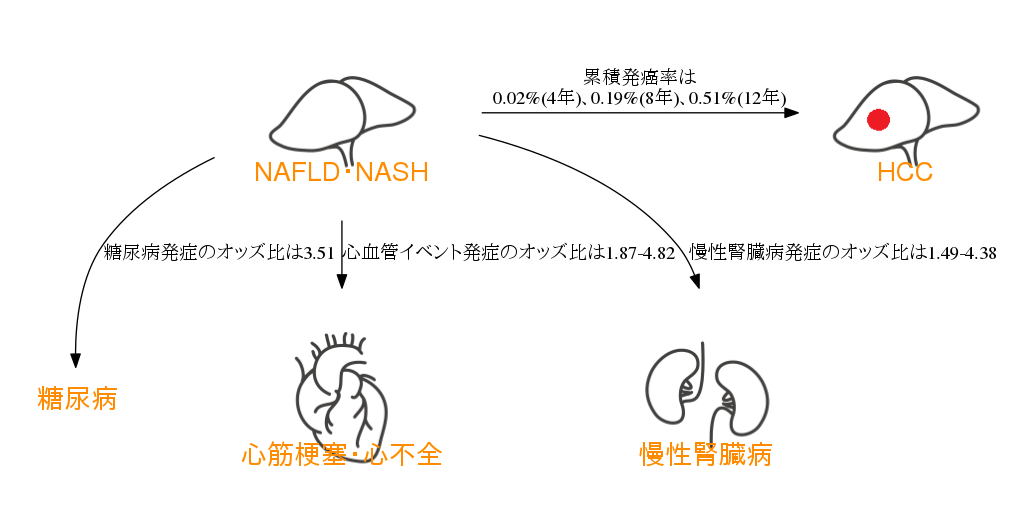 累積発癌率は
0.02%(4年)、0.19%(8年)、0.51%(12年)
NAFLD・NASH
HCC
糖尿病発症のオッズ比は3.51
心血管イベント発症のオッズ比は1.87-4.82
慢性腎臓病発症のオッズ比は1.49-4.38
糖尿病
心筋梗塞・心不全
慢性腎臓病